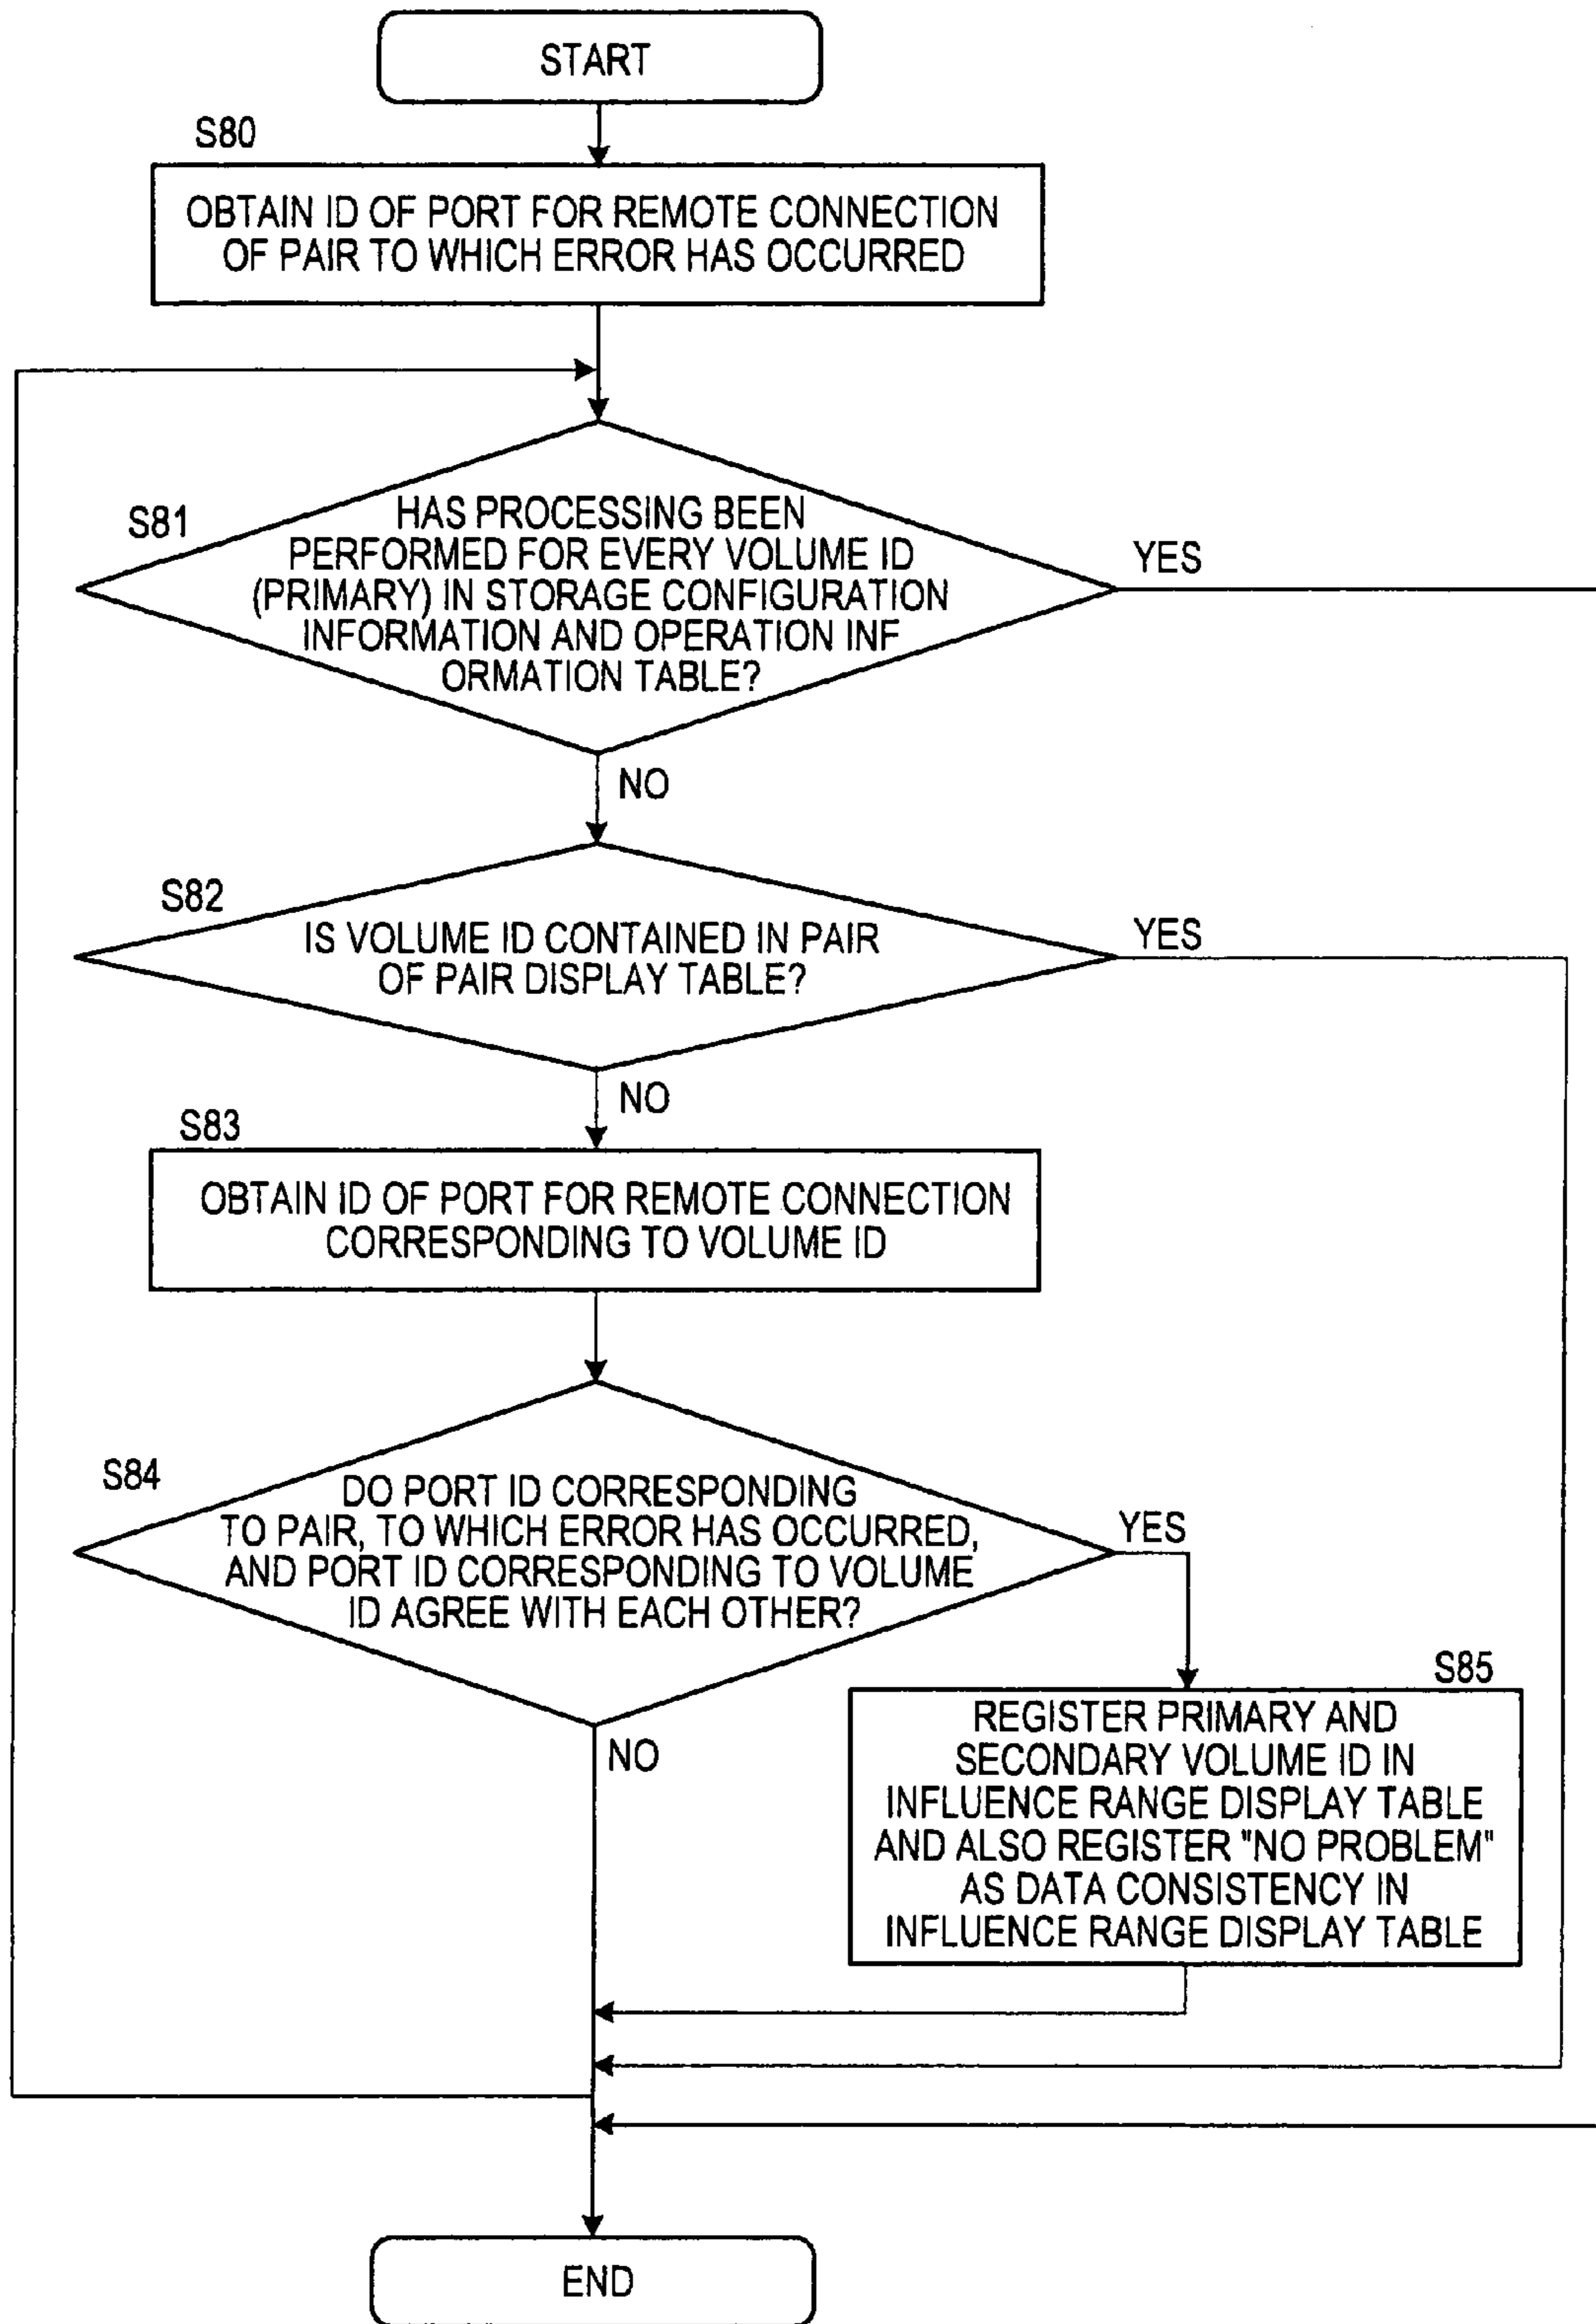 START
S80
OBTAIN ID OF PORT FOR REMOTE CONNECTION
OF PAIR TO WHICH ERROR HAS OCCURRED
S81
HAS PROCESSING BEEN
PERFORMED FOR EVERY VOLUME ID
(PRIMARY) IN STORAGE CONFIGURATION
INFORMATION AND OPERATION INF
ORMATION TABLE?
YES
NO
S82
IS VOLUME ID CONTAINED IN PAIR
OF PAIR DISPLAY TABLE?
YES
NO
S83
OBTAIN ID OF PORT FOR REMOTE CONNECTION
CORRESPONDING TO VOLUME ID
S84
DO PORT ID CORRESPONDING
TO PAIR, TO WHICH ERROR HAS OCCURRED,
AND PORT ID CORRESPONDING TO VOLUME
ID AGREE WITH EACH OTHER?
YES
NO
S85
REGISTER PRIMARY AND
SECONDARY VOLUME ID IN
INFLUENCE RANGE DISPLAY TABLE
AND ALSO REGISTER "NO PROBLEM"
AS DATA CONSISTENCY IN
INFLUENCE RANGE DISPLAY TABLE
END